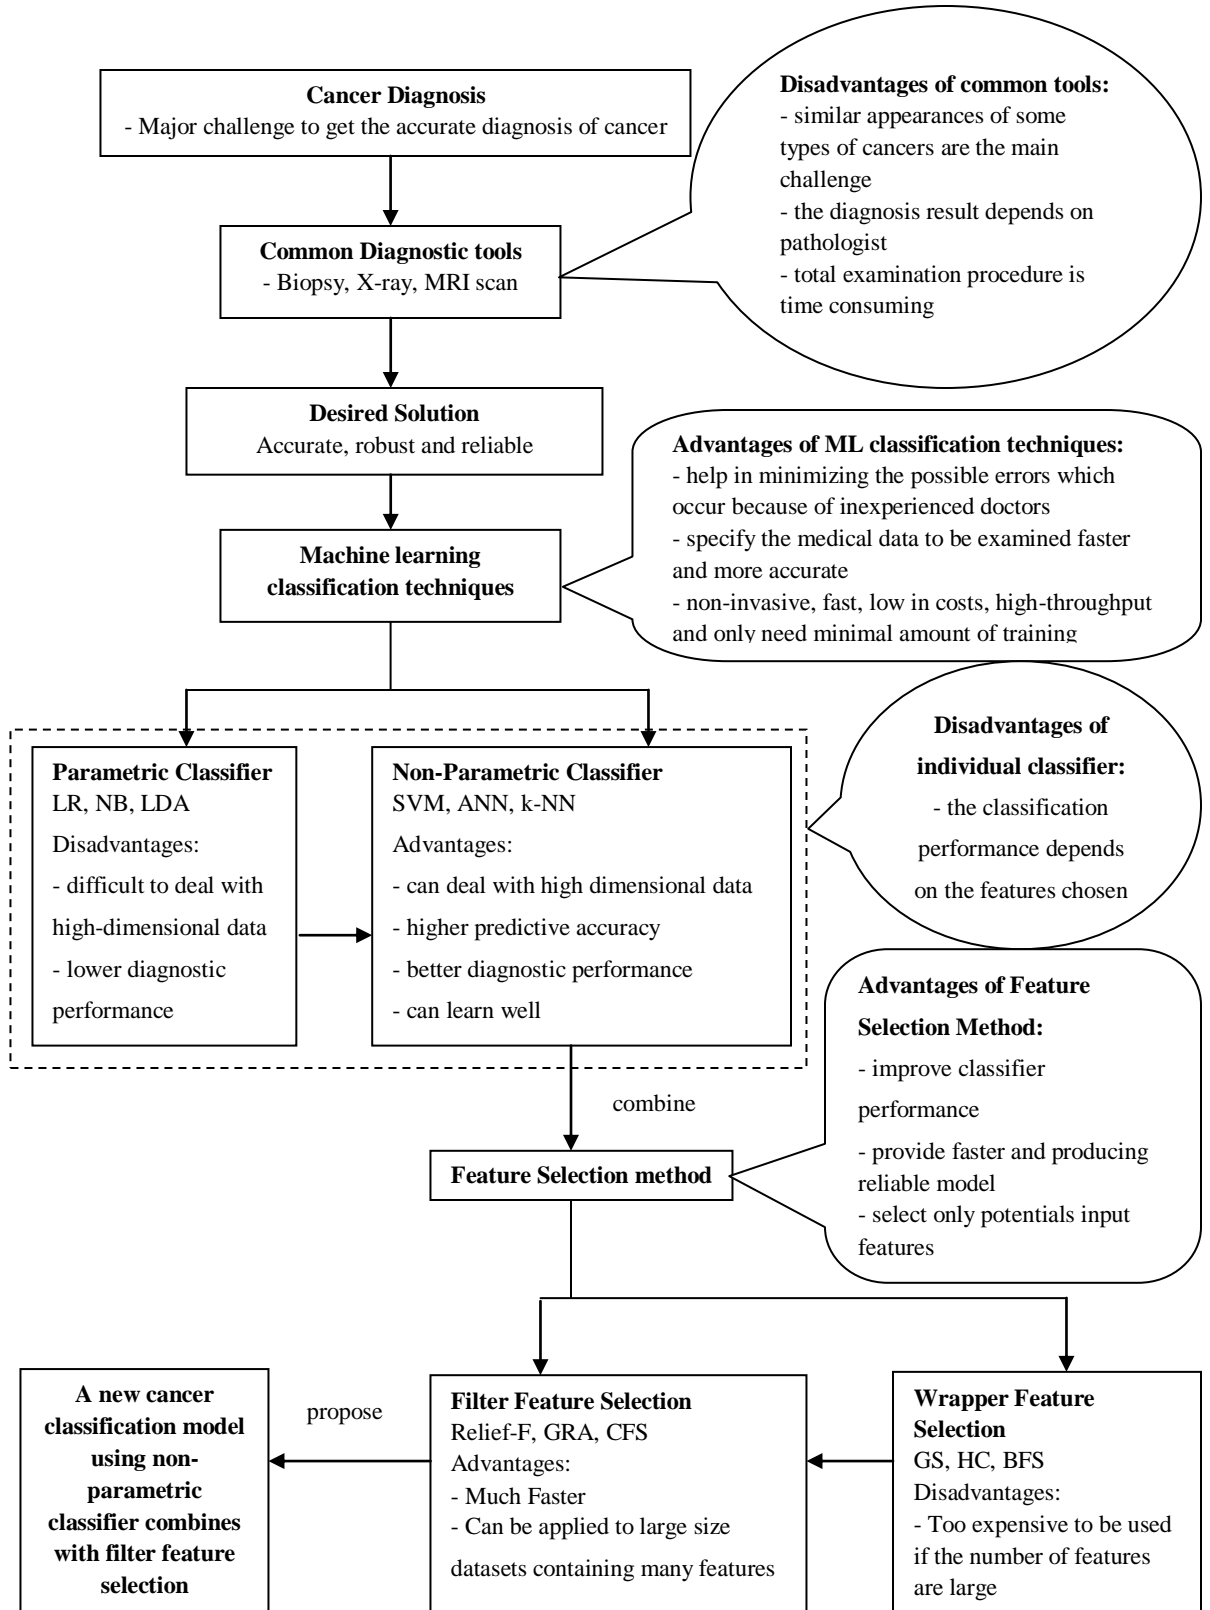 Cancer Diagnosis
- Major challenge to get the accurate diagnosis of cancer
Disadvantages of common tools:
- similar appearances of some
types of cancers are the main
challenge
- the diagnosis result depends on
pathologist
- total examination procedure is
time consuming
Common Diagnostic tools
- Biopsy, X-ray, MRI scan
Desired Solution
Accurate, robust and reliable
Advantages of ML classification techniques:
- help in minimizing the possible errors which
occur because of inexperienced doctors
- specify the medical data to be examined faster
and more accurate
- non-invasive, fast, low in costs, high-throughput
and only need minimal amount of training
Machine learning
classification techniques
Disadvantages of
individual classifier:
- the classification
performance depends
on the features chosen
Parametric Classifier
LR, NB, LDA
Disadvantages:
- difficult to deal with
high-dimensional data
- lower diagnostic
performance
Non-Parametric Classifier
SVM, ANN, k-NN
Advantages:
- can deal with high dimensional data
- higher predictive accuracy
- better diagnostic performance
- can learn well
Advantages of Feature
Selection Method:
- improve classifier
performance
- provide faster and producing
reliable model
- select only potentials input
features
combine
Feature Selection method
A new cancer
classification model
using non-
parametric
classifier combines
with filter feature
selection
propose
Filter Feature Selection
Relief-F, GRA, CFS
Advantages:
- Much Faster
- Can be applied to large size
datasets containing many features
Wrapper Feature
Selection
GS, HC, BFS
Disadvantages:
- Too expensive to be used
if the number of features
are large